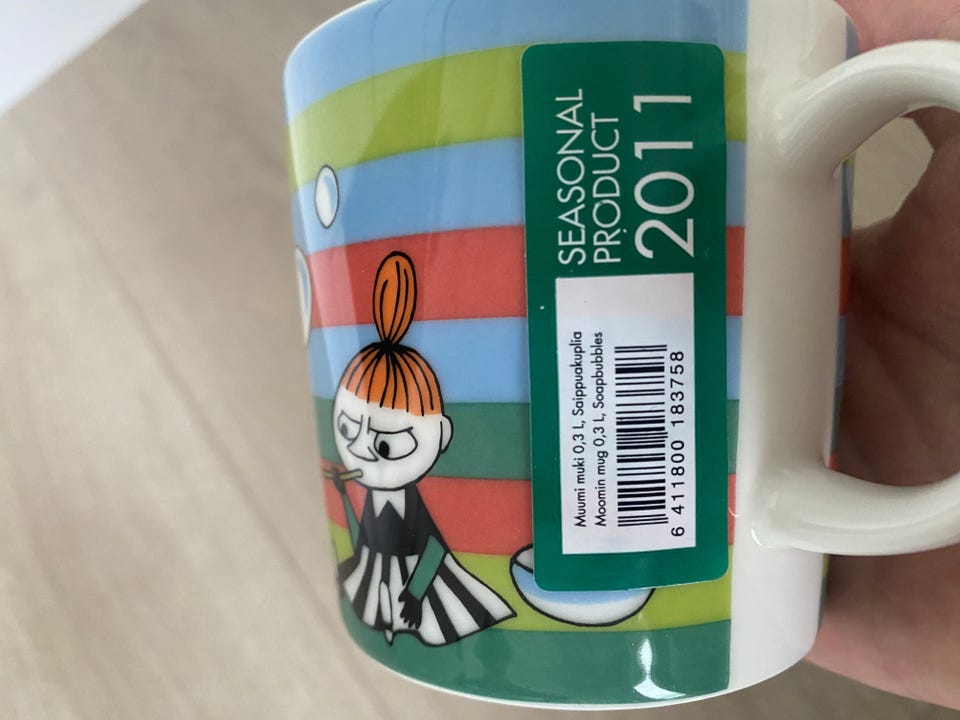 SEASONAL
PRODUCT
2011
Muumi muki 0,3 L, Saippuakuplia
Moomin mug 0,3 L, Soapbubbles
6 411800 183758